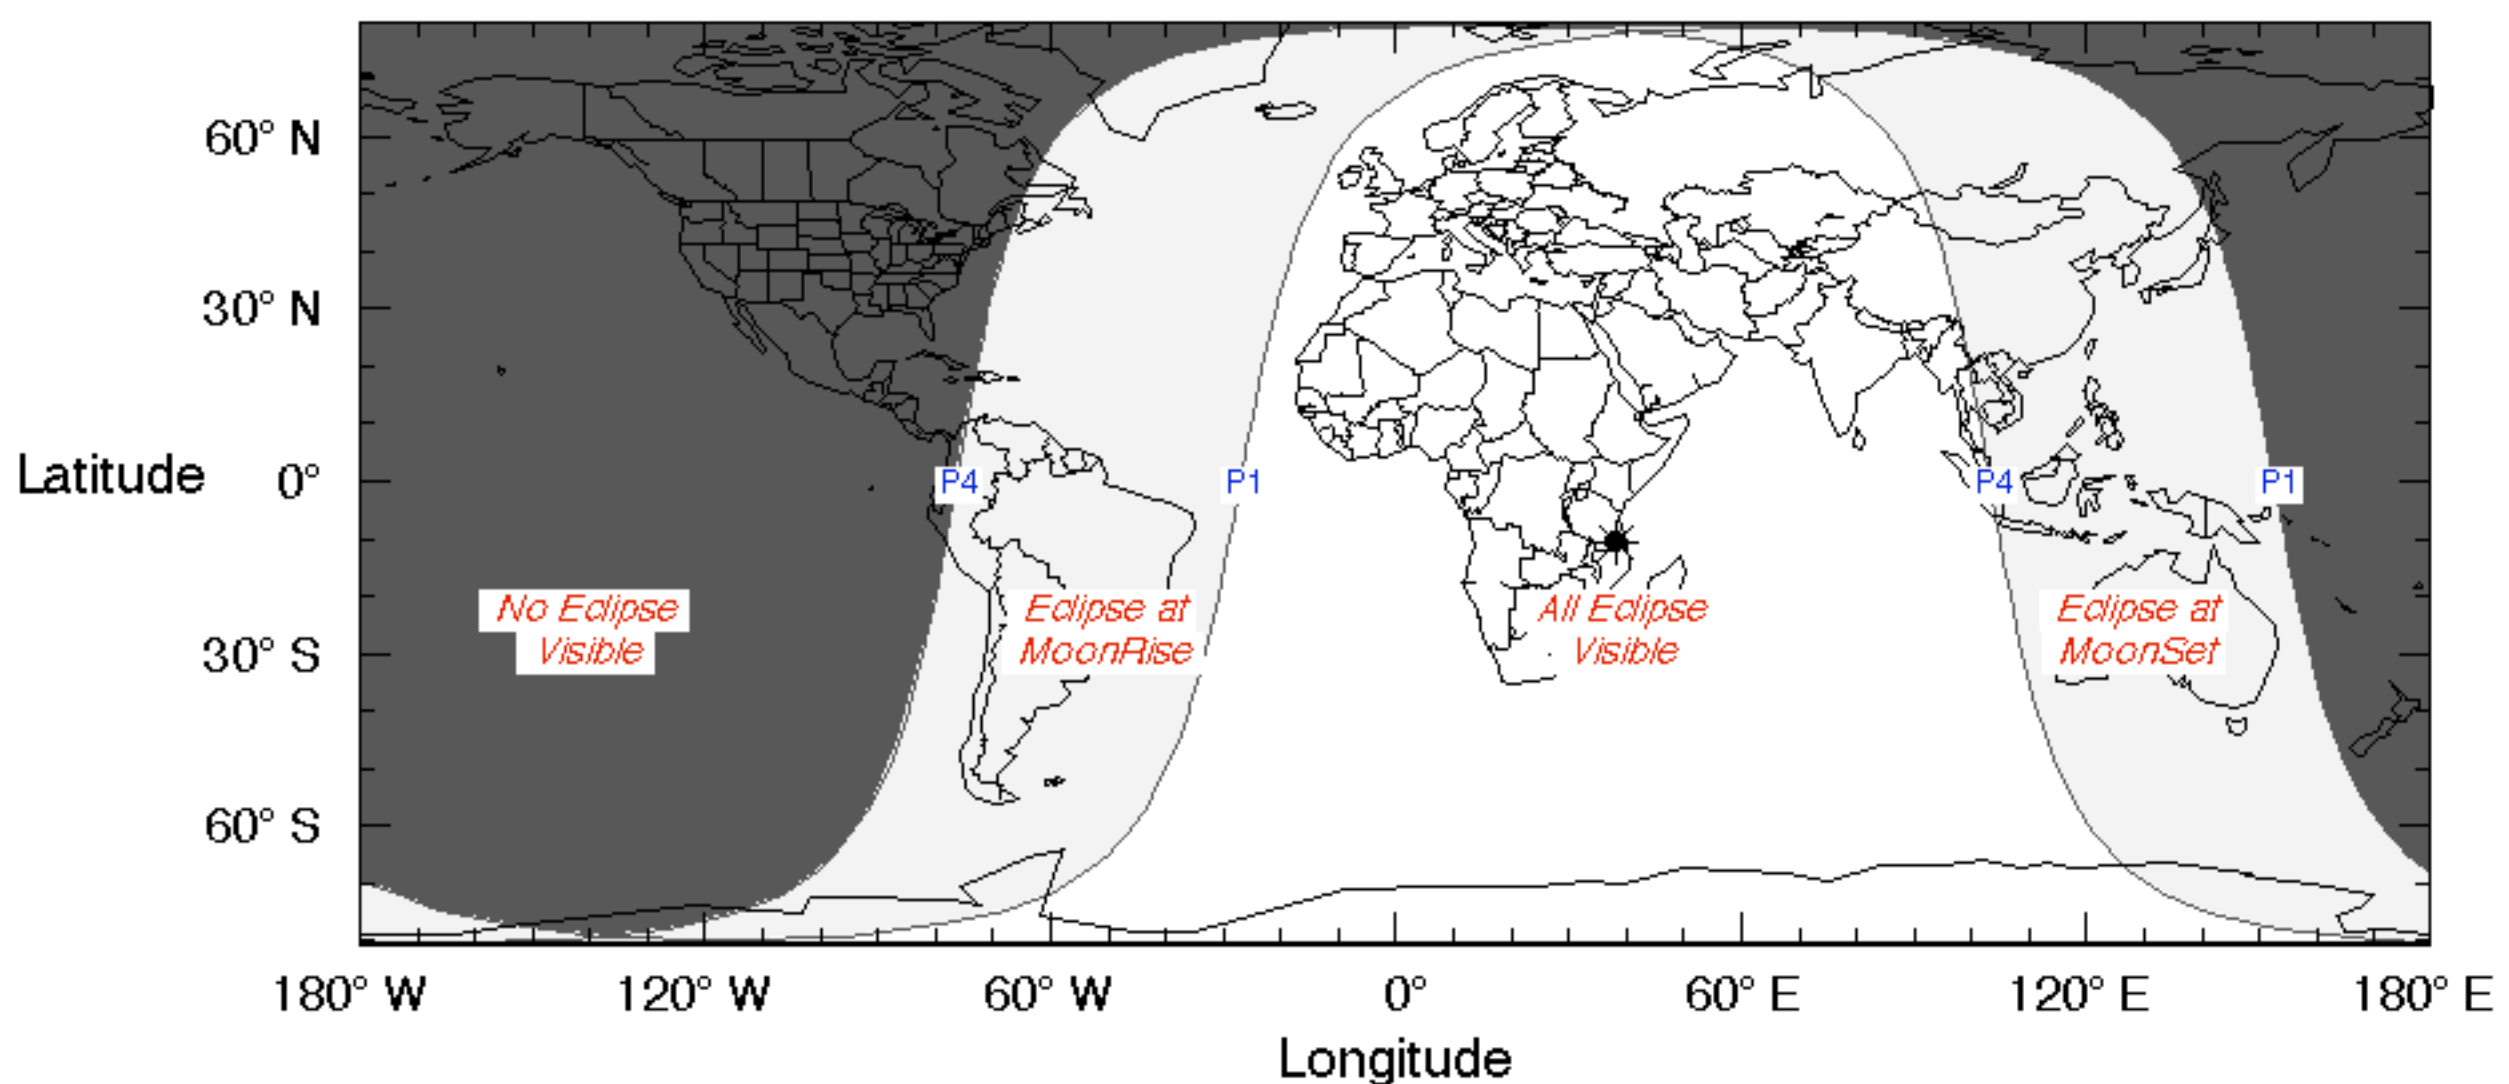 60° N
30° N
Latitude 0°
P4 P1 P4 P1
No Eclipse Eclipse at All Eclipse Eclipse at
Visible MoonRise Visible MoonSet
30° S
60° S
180° W 120° W 60° W 0° 60° E 120° E 180° E
Longitude